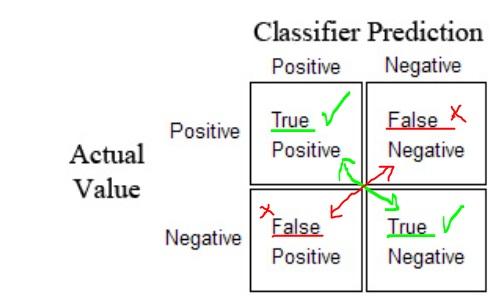 Classifier Prediction
Positive Negative
Positive
True
Positive
False
Negative
Actual
Value
Negative
False
Positive
True
Negative